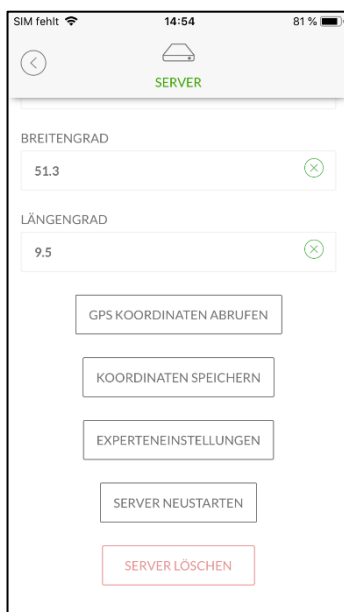 SIM fehlt 14:54 81 %
SERVER
BREITENGRAD
51.3
LÄNGENGRAD
9.5
GPS KOORDINATEN ABRUFEN
KOORDINATEN SPEICHERN
EXPERTENEINSTELLUNGEN
SERVER NEUSTARTEN
SERVER LÖSCHEN